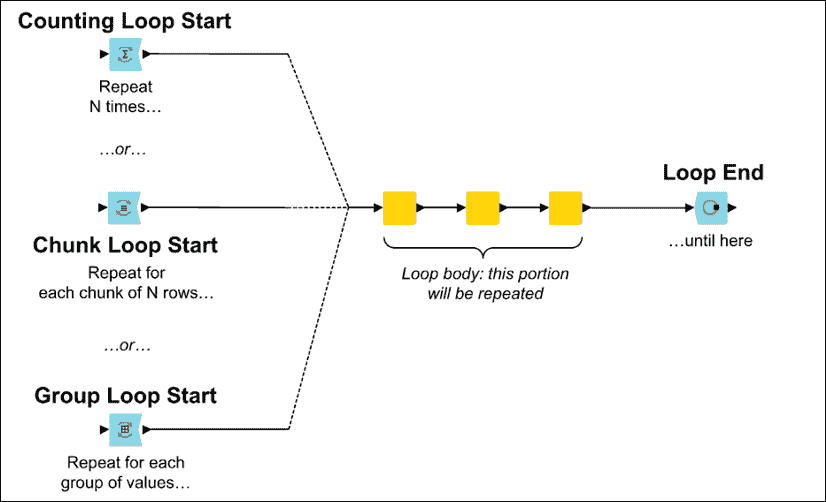 Counting Loop Start
Repeat
N times…
…or…
Chunk Loop Start
Repeat for
each chunk of N rows…
…or…
Group Loop Start
Repeat for each
group of values…
Loop body: this portion
will be repeated
Loop End
…until here